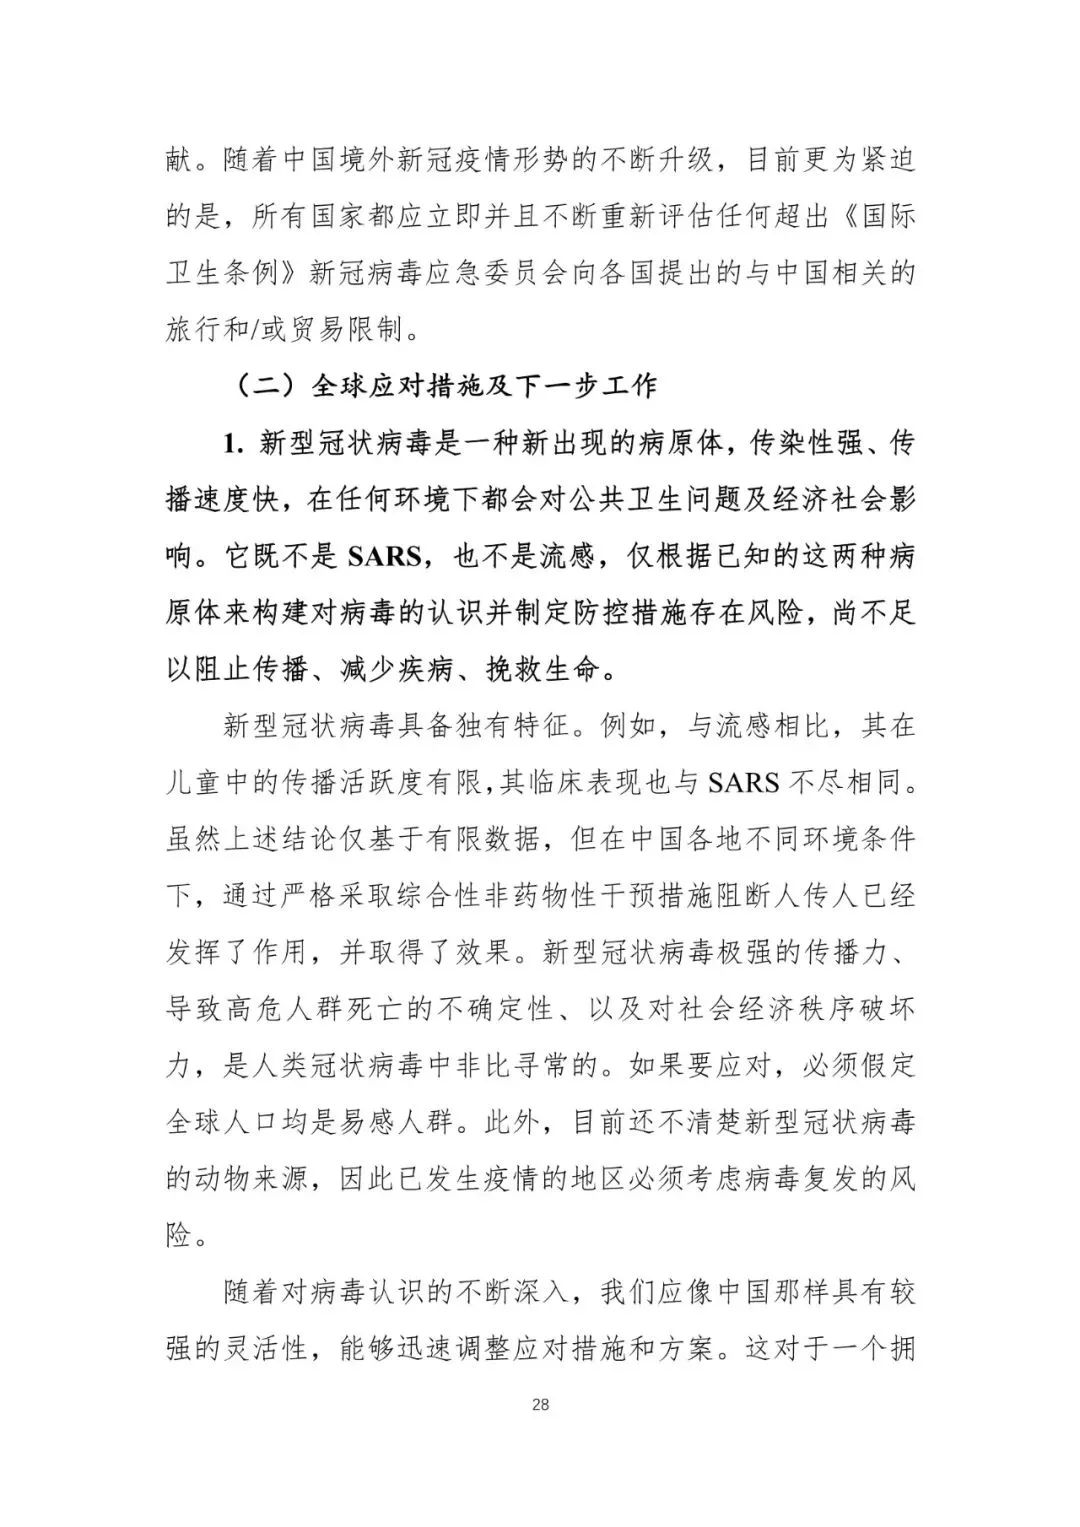 献。随着中国境外新冠疫情形势的不断升级，目前更为紧迫
的是，所有国家都应立即并且不断重新评估任何超出《国际
卫生条例》新冠病毒应急委员会向各国提出的与中国相关的
旅行和/或贸易限制。
（二）全球应对措施及下一步工作
1. 新型冠状病毒是一种新出现的病原体，传染性强、传
播速度快，在任何环境下都会对公共卫生问题及经济社会影
响。它既不是 SARS，也不是流感，仅根据已知的这两种病
原体来构建对病毒的认识并制定防控措施存在风险，尚不足
以阻止传播、减少疾病、挽救生命。
新型冠状病毒具备独有特征。例如，与流感相比，其在
儿童中的传播活跃度有限，其临床表现也与 SARS 不尽相同。
虽然上述结论仅基于有限数据，但在中国各地不同环境条件
下，通过严格采取综合性非药物性干预措施阻断人传人已经
发挥了作用，并取得了效果。新型冠状病毒极强的传播力、
导致高危人群死亡的不确定性、以及对社会经济秩序破坏
力，是人类冠状病毒中非比寻常的。如果要应对，必须假定
全球人口均是易感人群。此外，目前还不清楚新型冠状病毒
的动物来源，因此已发生疫情的地区必须考虑病毒复发的风
险。
随着对病毒认识的不断深入，我们应像中国那样具有较
强的灵活性，能够迅速调整应对措施和方案。这对于一个拥
28